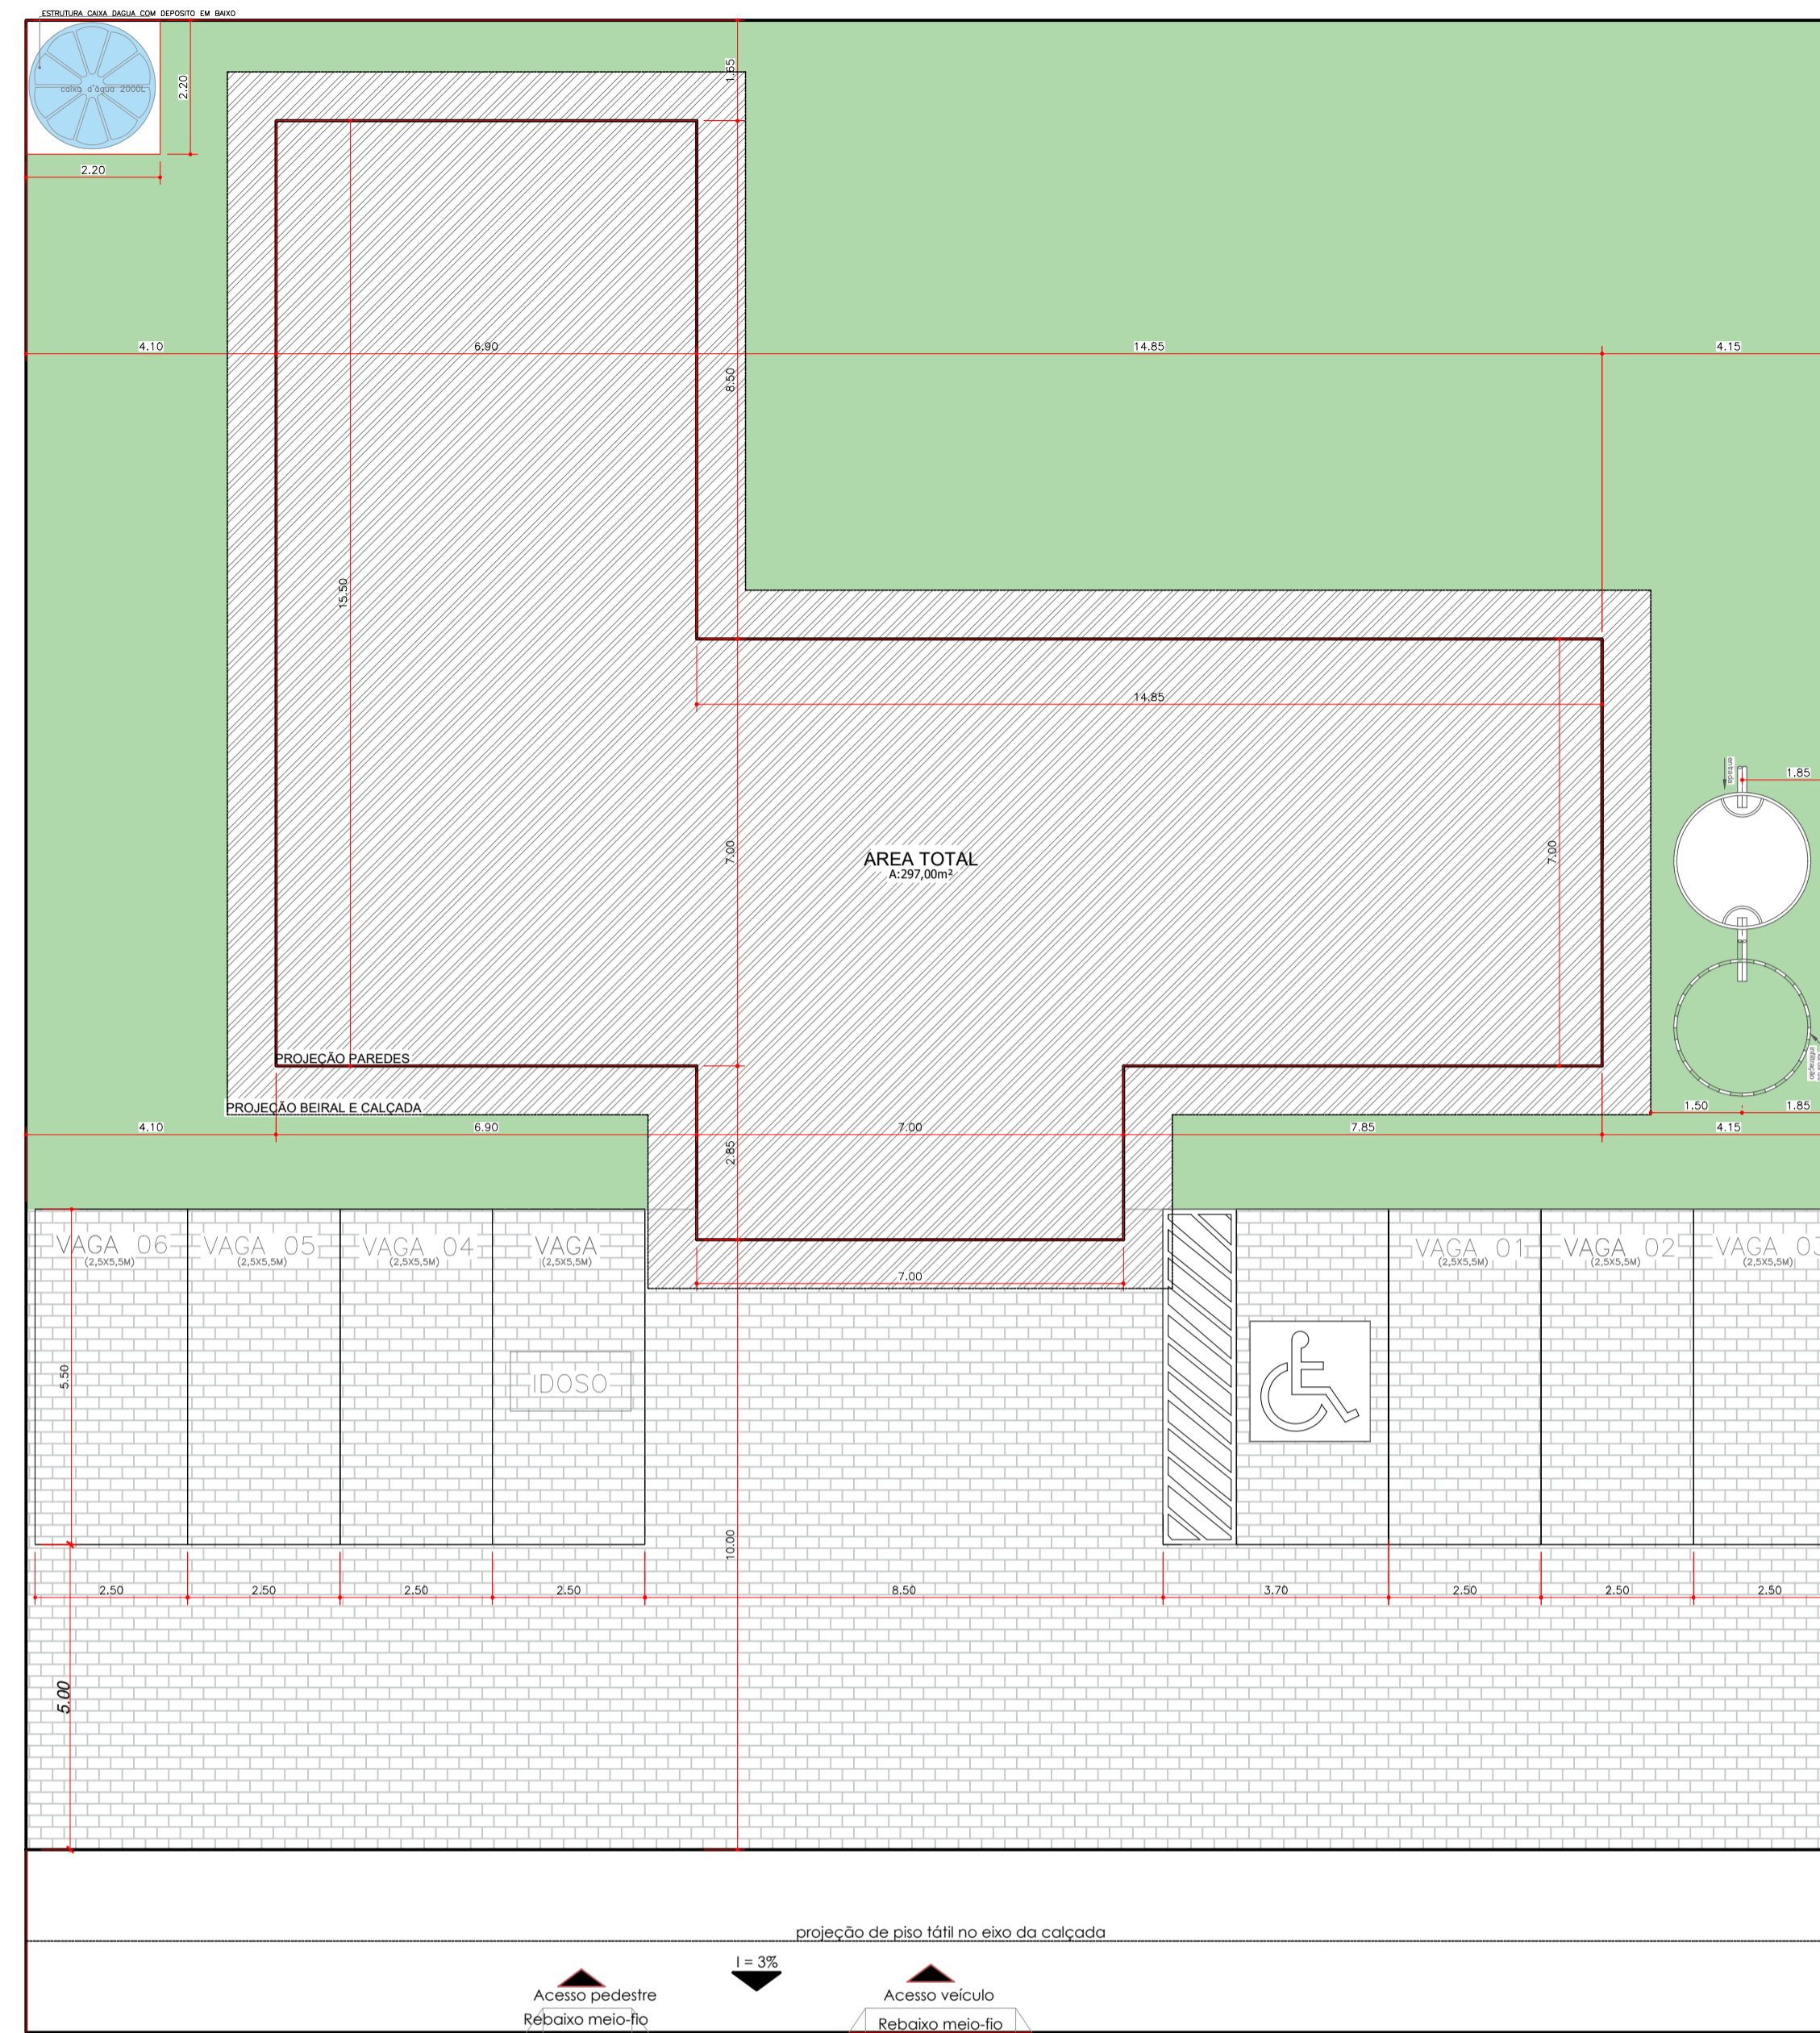 ESTRUTURA CAIXA DAGUA COM DEPOSITO EM BAIXO
caixa d'água 2000L
2.20
2.20
1.65
4.10
6.90
14.85
4.15
8.50
15.50
14.85
entrada
1.85
7.00
7.00
AREA TOTAL
A:297,00m²
PROJEÇÃO PAREDES
PROJEÇÃO BEIRAL E CALÇADA
infiltração
1.50
1.85
4.10
6.90
7.00
7.85
4.15
2.85
VAGA 06
(2,5X5,5M)
VAGA 05
(2,5X5,5M)
VAGA 04
(2,5X5,5M)
VAGA
(2,5X5,5M)
VAGA 01
(2,5X5,5M)
VAGA 02
(2,5X5,5M)
VAGA 03
(2,5X5,5M)
7.00
5.50
IDOSO
10.00
2.50
2.50
2.50
2.50
8.50
3.70
2.50
2.50
2.50
5.00
projeção de piso tátil no eixo da calçada
I = 3%
Acesso pedestre
Acesso veículo
Rebaixo meio-fio
Rebaixo meio-fio